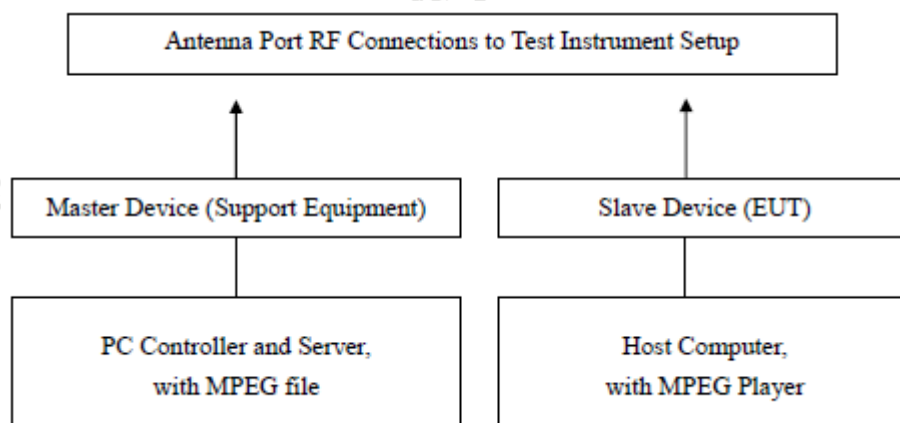 Antenna Port RF Connections to Test Instrument Setup
Master Device (Support Equipment)
Slave Device (EUT)
PC Controller and Server,
with MPEG file
Host Computer,
with MPEG Player